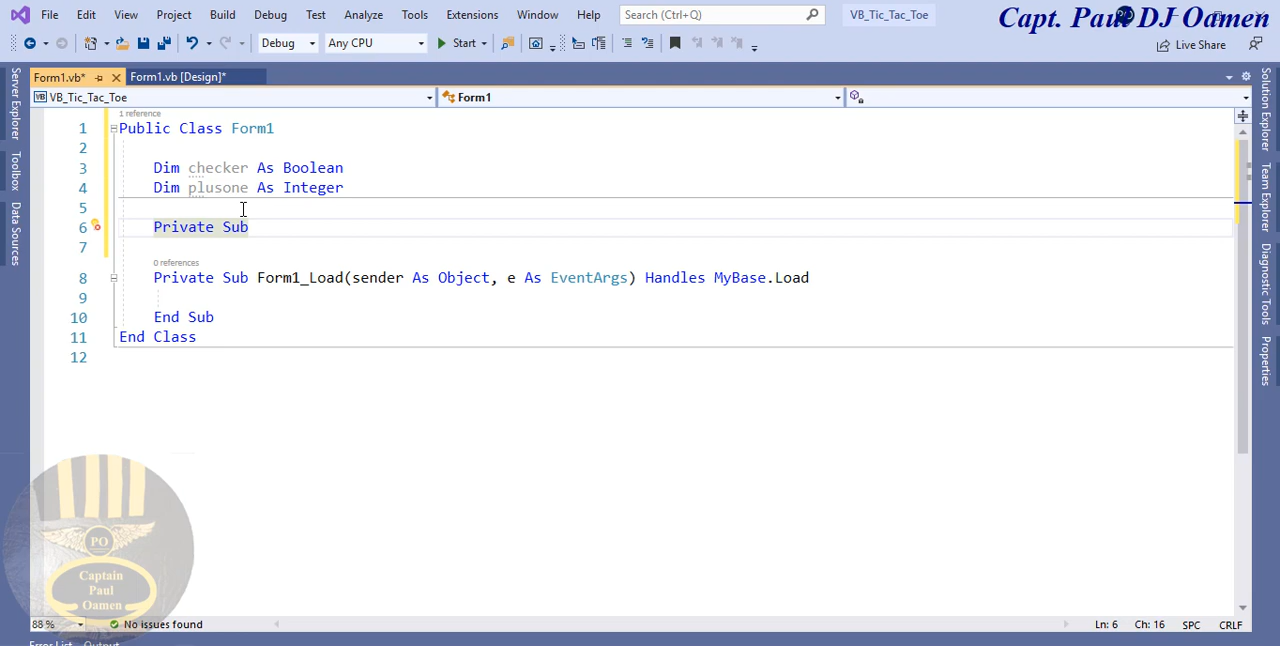 File Edit View Project Build Debug Test Analyze Tools Extensions Window Help Search (Ctrl+Q) VB_Tic_Tac_Toe Capt. Paul DJ Oamen
Debug Any CPU Start Live Share
Form1.vb* Form1.vb [Design]*
VB_Tic_Tac_Toe Form1
1 reference
1 Public Class Form1
2
3 Dim checker As Boolean
4 Dim plusone As Integer
5
6 Private Sub
7
0 references
8 Private Sub Form1_Load(sender As Object, e As EventArgs) Handles MyBase.Load
9
10 End Sub
11 End Class
12
Server Explorer
Toolbox
Data Sources
Solution Explorer
Team Explorer
Diagnostic Tools
Properties
PO
Captain
Paul
Oamen
88 % No issues found Ln: 6 Ch: 16 SPC CRLF
Error List Output